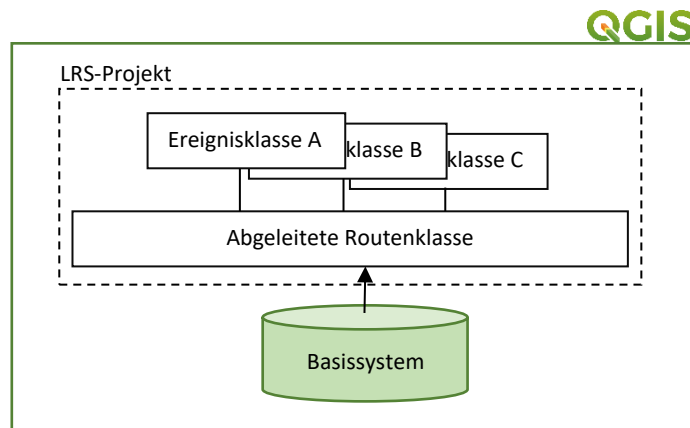 QGIS
LRS-Projekt
Ereignisklasse A
klasse B
klasse C
Abgeleitete Routenklasse
Basissystem